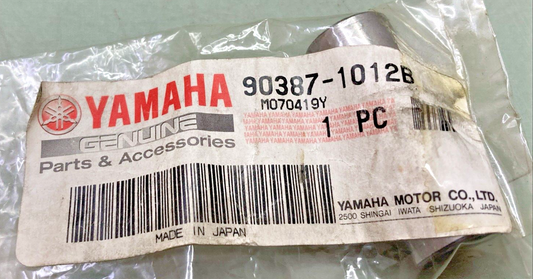 YAMAHA 90387-1012B
M070419Y
GENUINE 1 PC
Parts & Accessories
YAMAHA MOTOR CO., LTD.
2500 SHINGAI IWATA SHIZUOKA JAPAN
MADE IN JAPAN